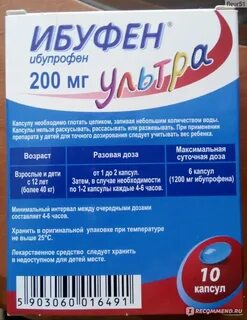 fleur51
ИБУФЕН®
ибупрофен
200 мг
ультра
Капсулу необходимо глотать целиком, запивая небольшим количеством воды.
Капсулы нельзя раскусывать, рассасывать или разжевывать. При применении
препарата у детей для точного дозирования следует учитывать вес ребенка.
Возраст
Разовая доза
Максимальная
суточная доза
Взрослые и дети
с 12 лет
(более 40 кг)
от 1 до 2 капсул.
Затем, в случае необходимости
по 1-2 капсулы каждые 4-6 часов.
6 капсул
(1200 мг ибупрофена)
Минимальный интервал между очередными дозами
составляет 4-6 часов.
Хранить в оригинальной упаковке при температуре
не выше 25°C.
Лекарственное средство следует хранить
в недоступном для детей месте.
5 903060 016491
10
капсул
RECOMMEND.RU